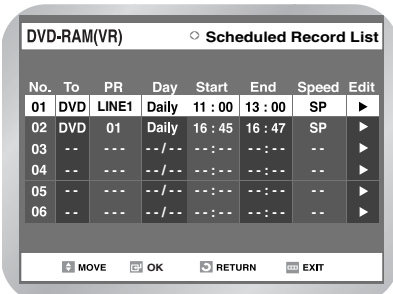 DVD-RAM(VR) Scheduled Record List
No. To PR Day Start End Speed Edit
01 DVD LINE1 Daily 11 : 00 13 : 00 SP ►
02 DVD 01 Daily 16 : 45 16 : 47 SP ►
03 - - - - - - - / - - - - : - - - - : - - - - ►
04 - - - - - - - / - - - - : - - - - : - - - - ►
05 - - - - - - - / - - - - : - - - - : - - - - ►
06 - - - - - - - / - - - - : - - - - : - - - - ►
MOVE OK RETURN EXIT